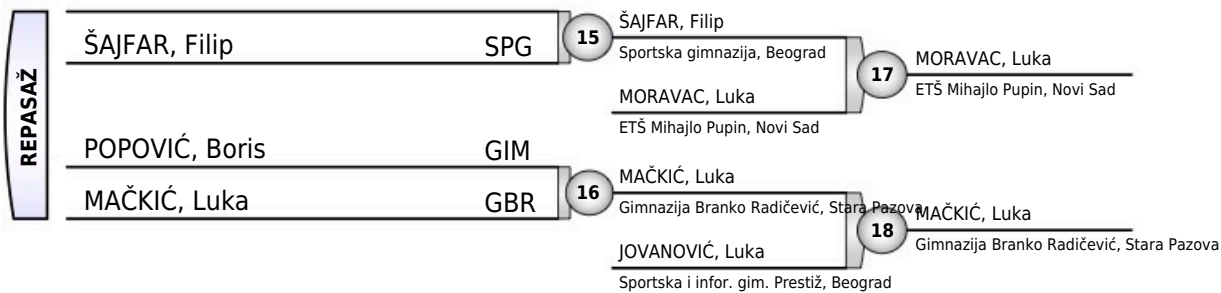 REPASAŽ
ŠAJFAR, Filip SPG
POPOVIĆ, Boris GIM
MAČKIĆ, Luka GBR
15
ŠAJFAR, Filip
Sportska gimnazija, Beograd
MORAVAC, Luka
ETŠ Mihajlo Pupin, Novi Sad
16
MAČKIĆ, Luka
Gimnazija Branko Radičević, Stara Pazova
JOVANOVIĆ, Luka
Sportska i infor. gim. Prestiž, Beograd
17
MORAVAC, Luka
ETŠ Mihajlo Pupin, Novi Sad
18
MAČKIĆ, Luka
Gimnazija Branko Radičević, Stara Pazova